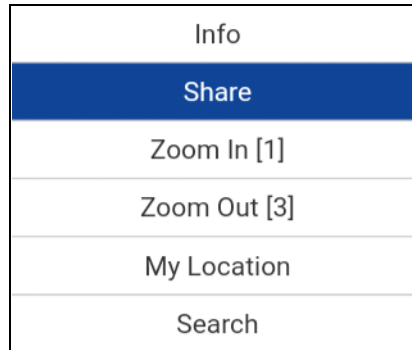 Info
Share
Zoom In [1]
Zoom Out [3]
My Location
Search